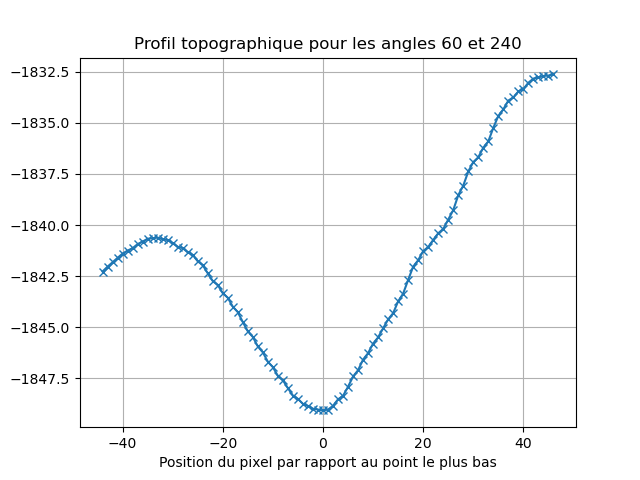 Profil topographique pour les angles 60 et 240
−1832.5
−1835.0
−1837.5
−1840.0
−1842.5
−1845.0
−1847.5
−40 −20 0 20 40
Position du pixel par rapport au point le plus bas